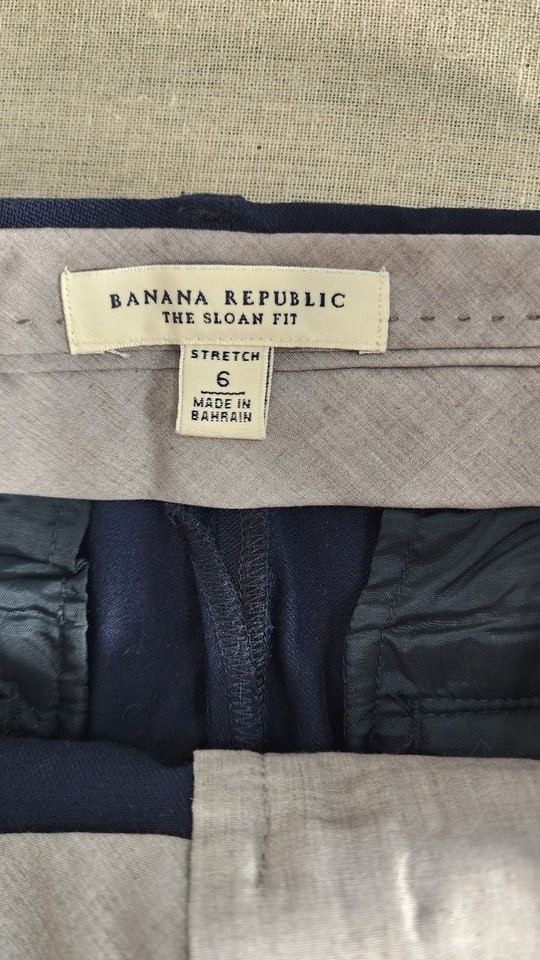 BANANA REPUBLIC
THE SLOAN FIT
STRETCH
6
MADE IN
BAHRAIN